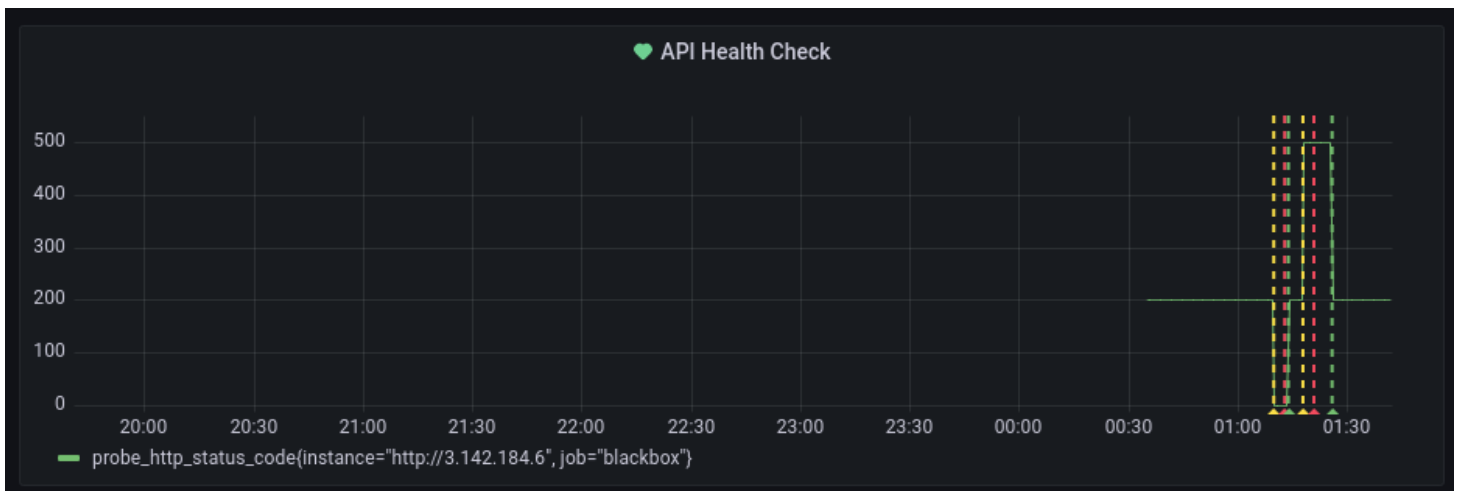 API Health Check
500
400
300
200
100
0
20:00 20:30 21:00 21:30 22:00 22:30 23:00 23:30 00:00 00:30 01:00 01:30
probe_http_status_code{instance="http://3.142.184.6", job="blackbox"}